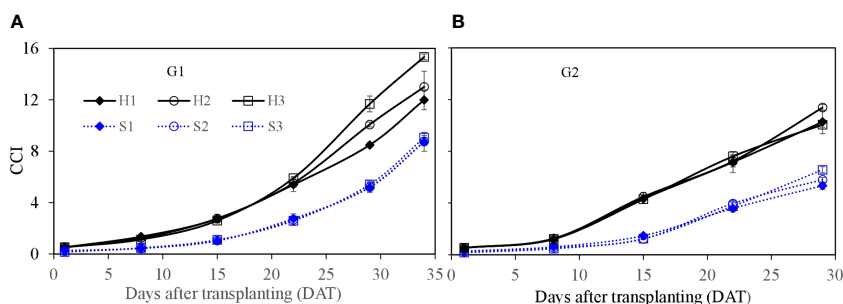 A
B
16
12
8
4
0
CCI
G1
H1 H2 H3
S1 S2 S3
0 5 10 15 20 25 30 35
Days after transplanting (DAT)
G2
0 5 10 15 20 25 30
Days after transplanting (DAT)